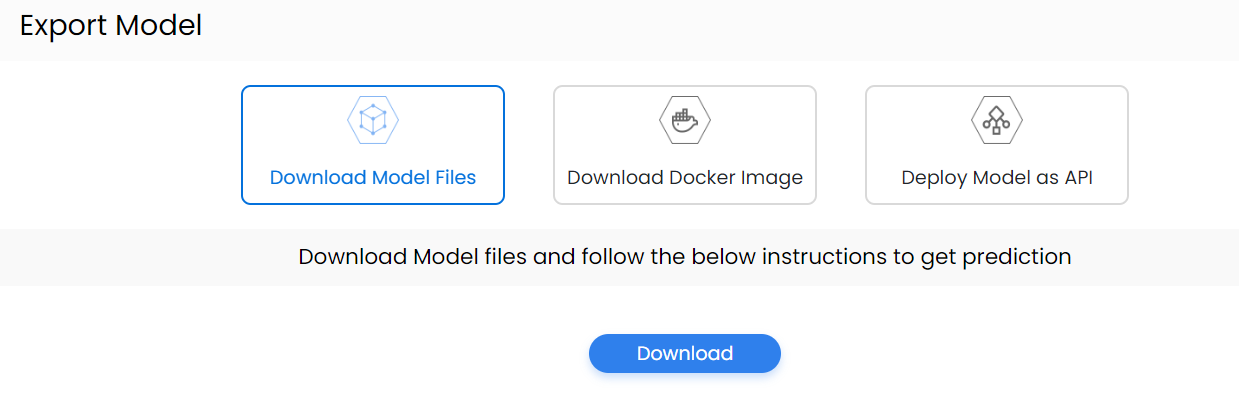 Export Model
Download Model Files
Download Docker Image
Deploy Model as API
Download Model files and follow the below instructions to get prediction
Download